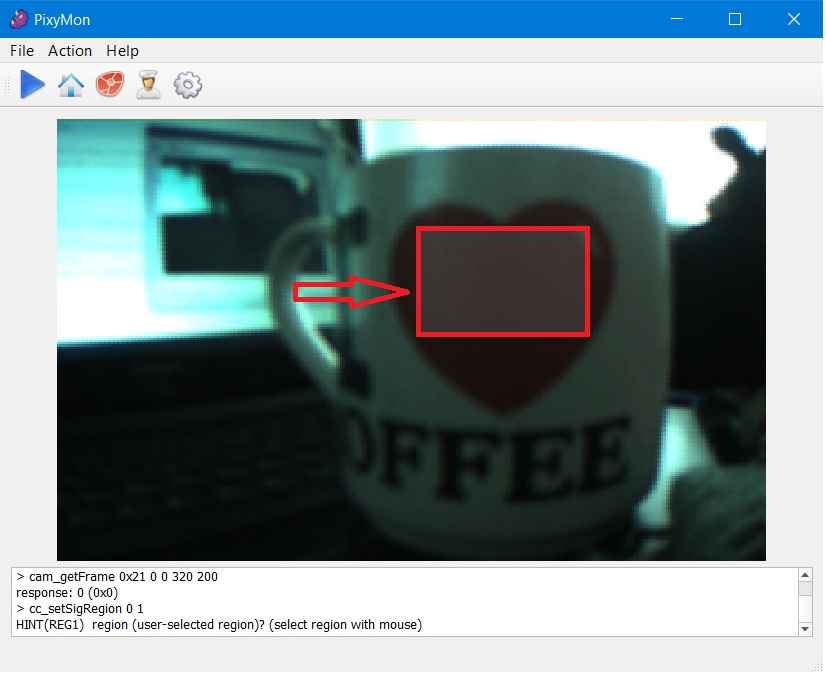 PixyMon
File Action Help
OFFEE
> cam_getFrame 0x21 0 0 320 200
response: 0 (0x0)
> cc_setSigRegion 0 1
HINT(REG1) region (user-selected region)? (select region with mouse)